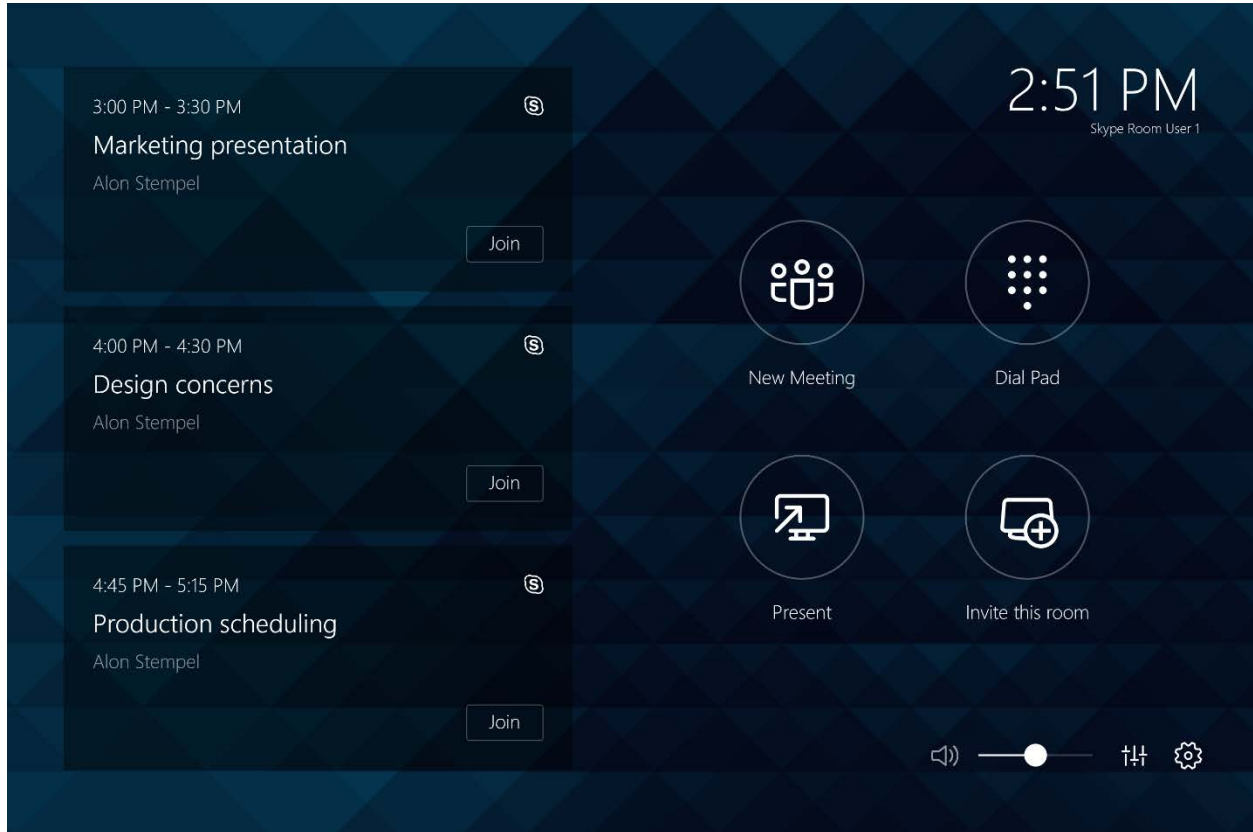 3:00 PM - 3:30 PM
Marketing presentation
Alon Stempel
Join
4:00 PM - 4:30 PM
Design concerns
Alon Stempel
Join
4:45 PM - 5:15 PM
Production scheduling
Alon Stempel
Join
2:51 PM
Skype Room User 1
New Meeting
Dial Pad
Present
Invite this room